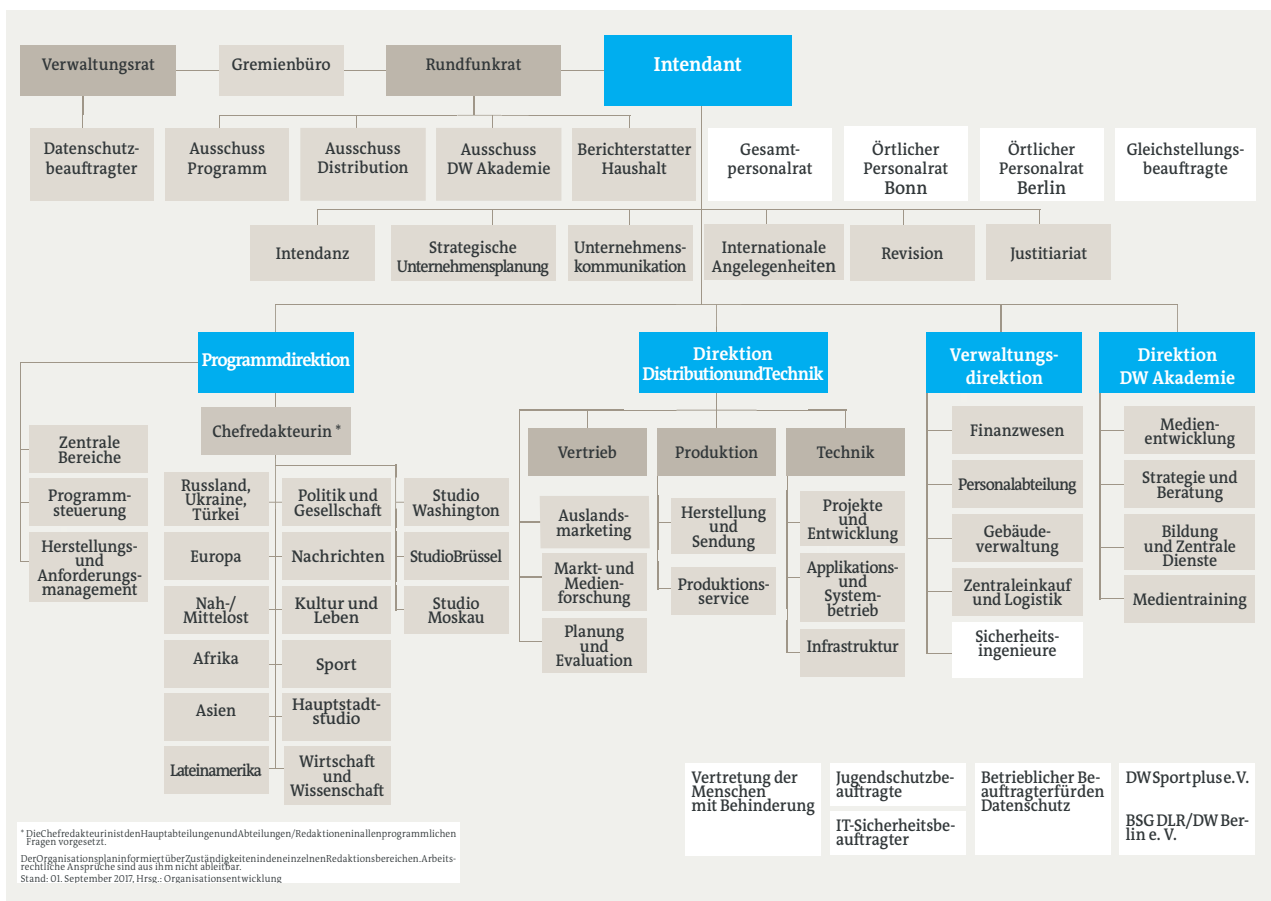 Verwaltungsrat
Gremienbüro
Rundfunkrat
Intendant
Datenschutz-
beauftragter
Ausschuss
Programm
Ausschuss
Distribution
Ausschuss
DW Akademie
Berichterstatter
Haushalt
Gesamt-
personalrat
Örtlicher
Personalrat
Bonn
Örtlicher
Personalrat
Berlin
Gleichstellungs-
beauftragte
Intendanz
Strategische
Unternehmensplanung
Unternehmens-
kommunikation
Internationale
Angelegenheiten
Revision
Justitiariat
Programmdirektion
Direktion
DistributionundTechnik
Verwaltungs-
direktion
Direktion
DW Akademie
Chefredakteurin *
Zentrale
Bereiche
Programm-
steuerung
Herstellungs-
und
Anforderungs-
management
Russland,
Ukraine,
Türkei
Europa
Nah-/
Mittelost
Afrika
Asien
Lateinamerika
Politik und
Gesellschaft
Nachrichten
Kultur und
Leben
Sport
Hauptstadt-
studio
Wirtschaft
und
Wissenschaft
Studio
Washington
StudioBrüssel
Studio
Moskau
Vertrieb
Auslands-
marketing
Markt- und
Medien-
forschung
Planung
und
Evaluation
Produktion
Herstellung
und
Sendung
Produktions-
service
Technik
Projekte
und
Entwicklung
Applikations-
und
System-
betrieb
Infrastruktur
Finanzwesen
Personalabteilung
Gebäude-
verwaltung
Zentraleinkauf
und Logistik
Sicherheits-
ingenieure
Medien-
entwicklung
Strategie und
Beratung
Bildung
und Zentrale
Dienste
Medientraining
Vertretung der
Menschen
mit Behinderung
Jugendschutzbe-
auftragte
IT-Sicherheitsbe-
auftragter
Betrieblicher Be-
auftragterfürden
Datenschutz
DWSportpluse.V.
BSG DLR/DW Ber-
lin e. V.
* DieChefredakteurinistdenHauptabteilungenundAbteilungen/Redaktioneninallenprogrammlichen
Fragen vorgesetzt.
DerOrganisationsplaninformiertüberZuständigkeitenindeneinzelnenRedaktionsbereichen.Arbeits-
rechtliche Ansprüche sind aus ihm nicht ableitbar.
Stand: 01. September 2017, Hrsg.: Organisationsentwicklung